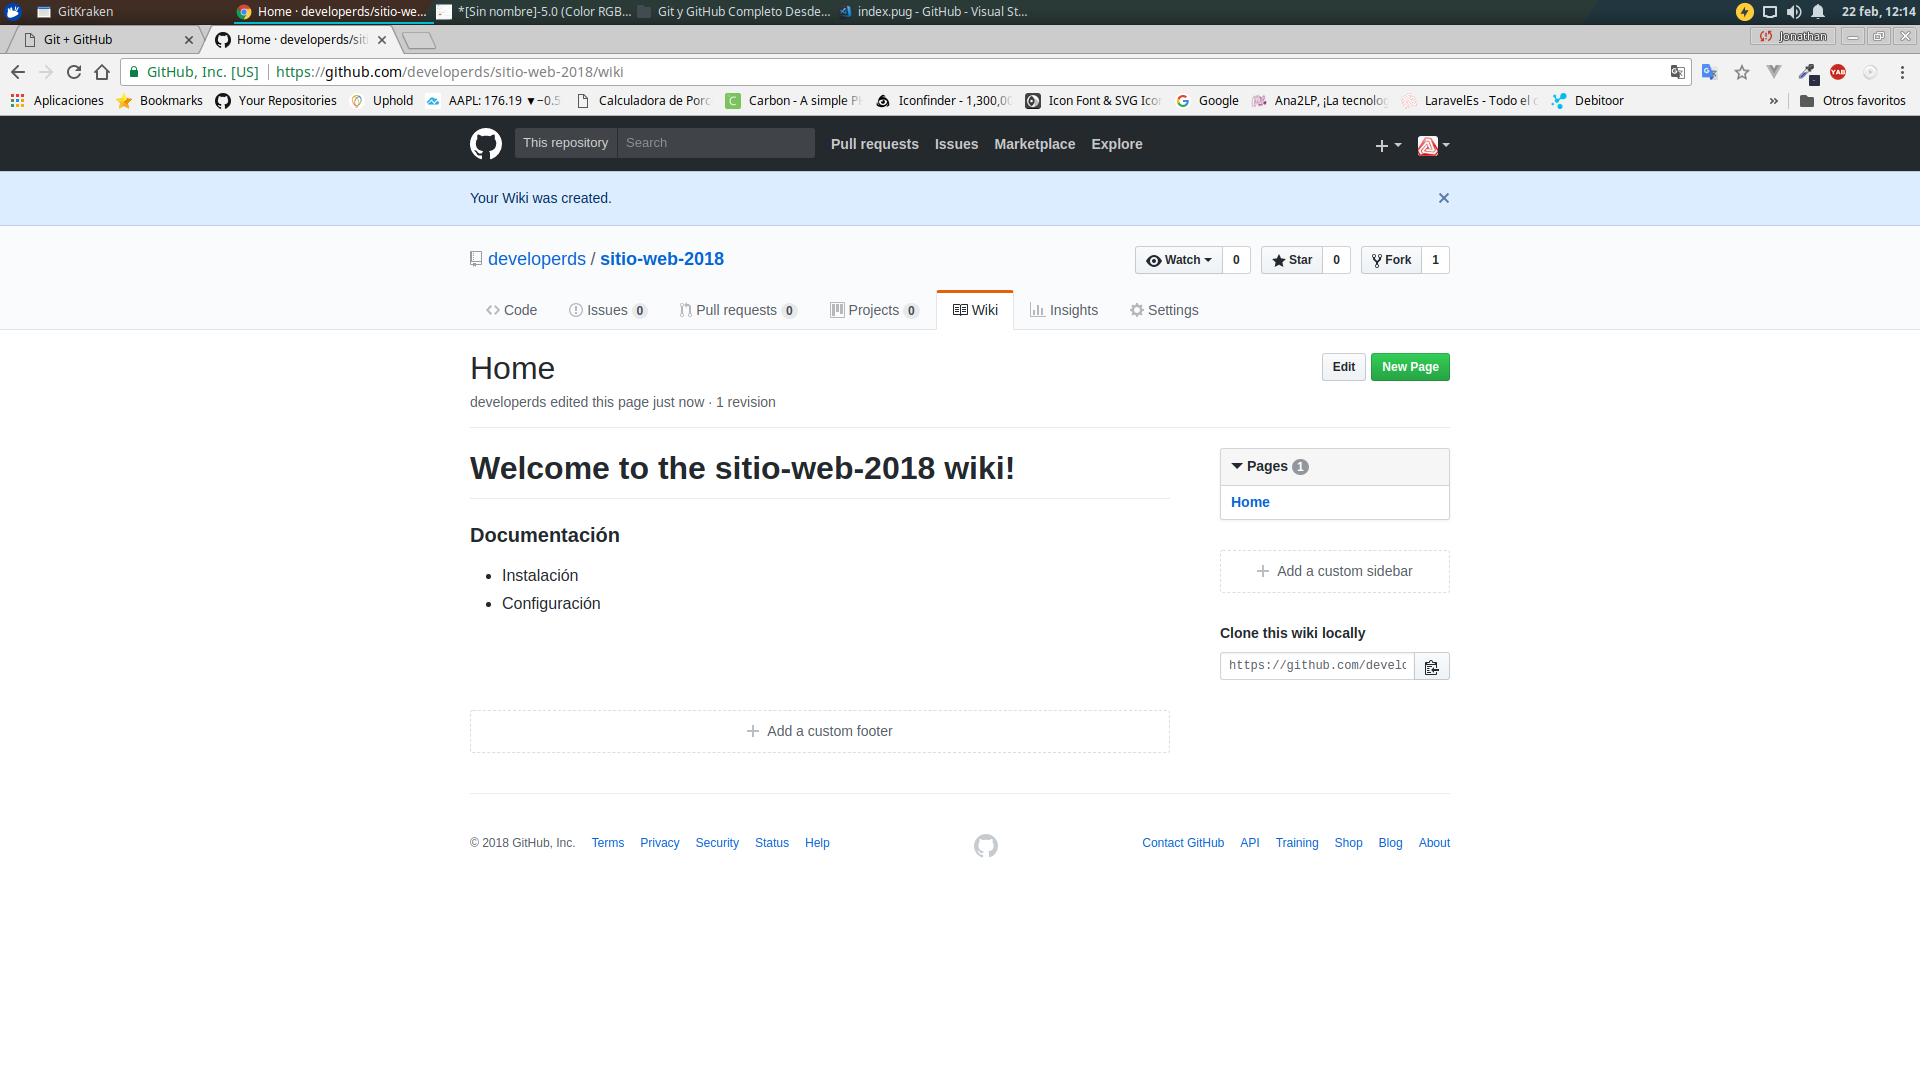 GitKraken
Home · developerds/sitio-we...
*[Sin nombre]-5.0 (Color RGB...
Git y GitHub Completo Desde...
index.pug - GitHub - Visual St...
22 feb, 12:14
Git + GitHub
Home · developerds/siti
Jonathan
GitHub, Inc. [US]
https://github.com/developerds/sitio-web-2018/wiki
YAB
Aplicaciones
Bookmarks
Your Repositories
Uphold
AAPL: 176.19 ▼−0.5
Calculadora de Porc
Carbon - A simple P
Iconfinder - 1,300,00
Icon Font & SVG Icon
Google
Ana2LP, ¡La tecnolog
LaravelEs - Todo el c
Debitoor
»
Otros favoritos
This repository
Search
Pull requests
Issues
Marketplace
Explore
Your Wiki was created.
developerds / sitio-web-2018
Watch 0
Star 0
Fork 1
Code
Issues 0
Pull requests 0
Projects 0
Wiki
Insights
Settings
Home
Edit
New Page
developerds edited this page just now · 1 revision
Welcome to the sitio-web-2018 wiki!
Documentación
• Instalación
• Configuración
Pages 1
Home
Add a custom sidebar
Clone this wiki locally
https://github.com/develo
Add a custom footer
© 2018 GitHub, Inc.
Terms
Privacy
Security
Status
Help
Contact GitHub
API
Training
Shop
Blog
About